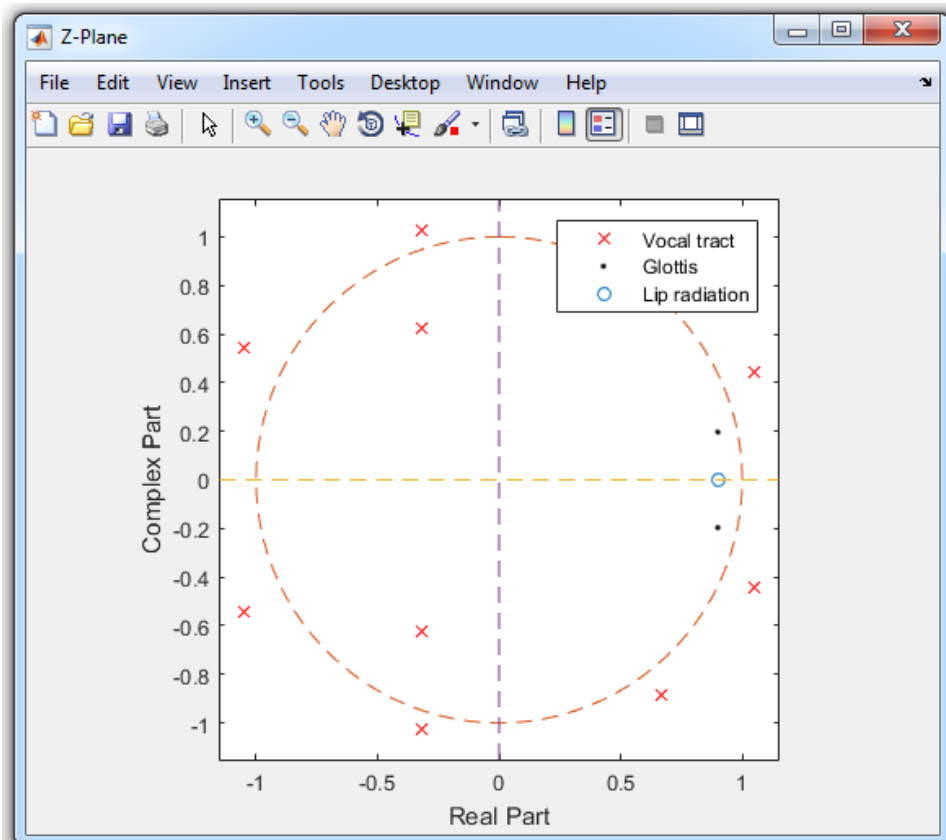 Z-Plane
File Edit View Insert Tools Desktop Window Help
Vocal tract
Glottis
Lip radiation
1
0.8
0.6
0.4
0.2
0
-0.2
-0.4
-0.6
-0.8
-1
Complex Part
-1 -0.5 0 0.5 1
Real Part